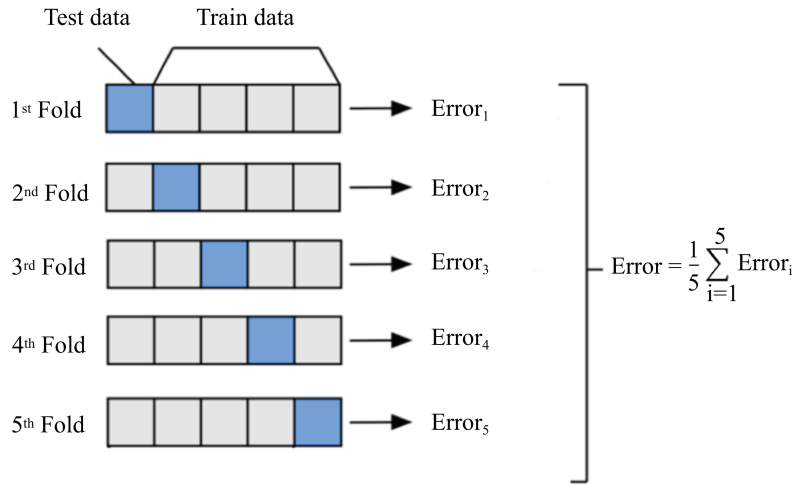 Test data
Train data
1st Fold
Error₁
2nd Fold
Error₂
3rd Fold
Error₃
4th Fold
Error₄
5th Fold
Error₅
Error = 1/5 5∑i=1 Errorᵢ